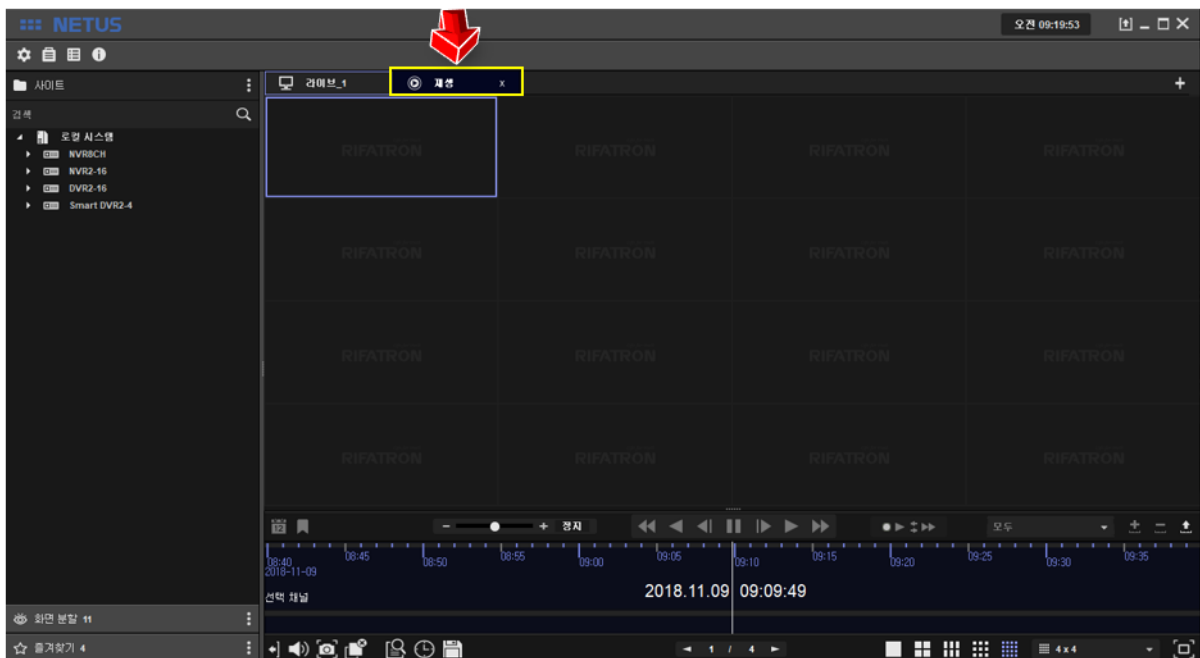 NETUS
오전 09:19:53
사이트
라이브_1
재생
x
검색
로컬 시스템
NVR8CH
NVR2-16
DVR2-16
Smart DVR2-4
RIFATRON RIFATRON RIFATRON RIFATRON
RIFATRON RIFATRON RIFATRON RIFATRON
RIFATRON RIFATRON RIFATRON RIFATRON
RIFATRON RIFATRON RIFATRON RIFATRON
12
정지
모두
08:40 08:45 08:50 08:55 09:00 09:05 09:10 09:15 09:20 09:25 09:30 09:35
2018-11-09
2018.11.09 09:09:49
선택 채널
화면 분할 11
즐겨찾기 4
1 / 4
4 x 4